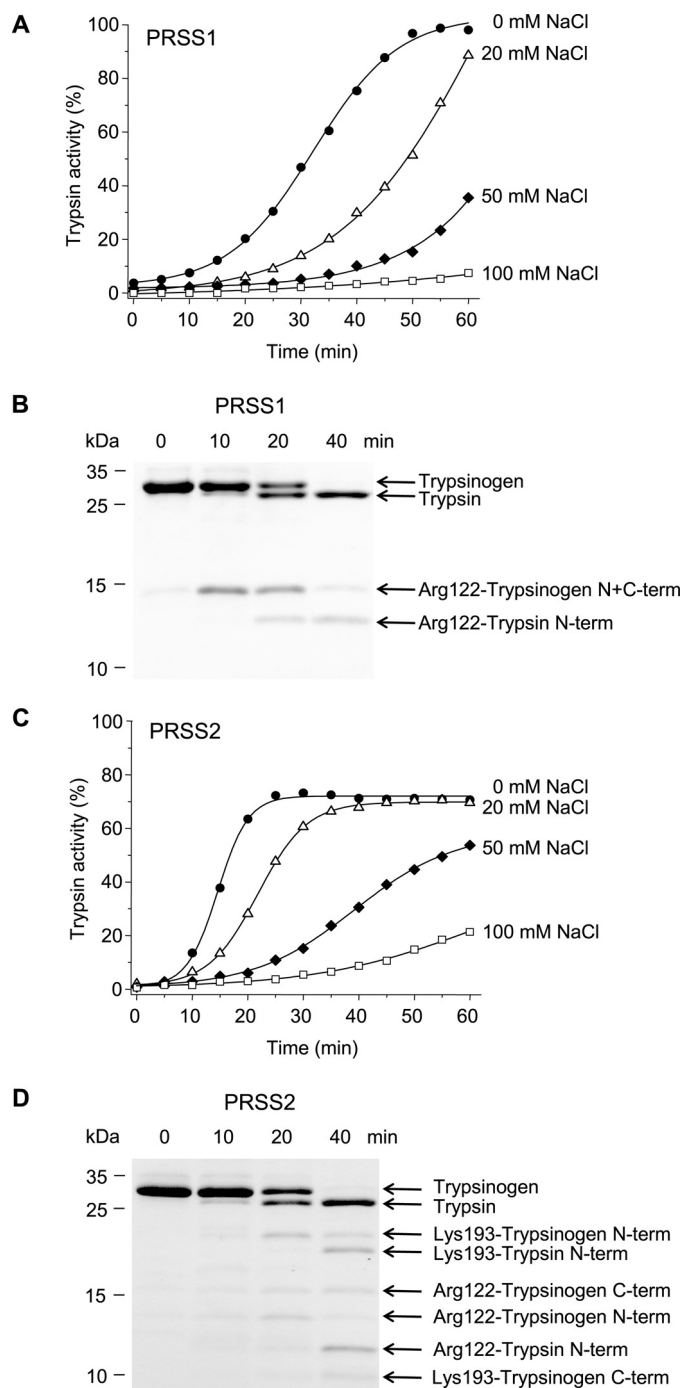 A
PRSS1
0 mM NaCl
20 mM NaCl
50 mM NaCl
100 mM NaCl
Trypsin activity (%)
100
80
60
40
20
0
0 10 20 30 40 50 60
Time (min)
B
PRSS1
kDa 0 10 20 40 min
35
25
15
10
Trypsinogen
Trypsin
Arg122-Trypsinogen N+C-term
Arg122-Trypsin N-term
C
PRSS2
0 mM NaCl
20 mM NaCl
50 mM NaCl
100 mM NaCl
Trypsin activity (%)
100
80
60
40
20
0
0 10 20 30 40 50 60
Time (min)
D
PRSS2
kDa 0 10 20 40 min
35
25
15
10
Trypsinogen
Trypsin
Lys193-Trypsinogen N-term
Lys193-Trypsin N-term
Arg122-Trypsinogen C-term
Arg122-Trypsinogen N-term
Arg122-Trypsin N-term
Lys193-Trypsinogen C-term